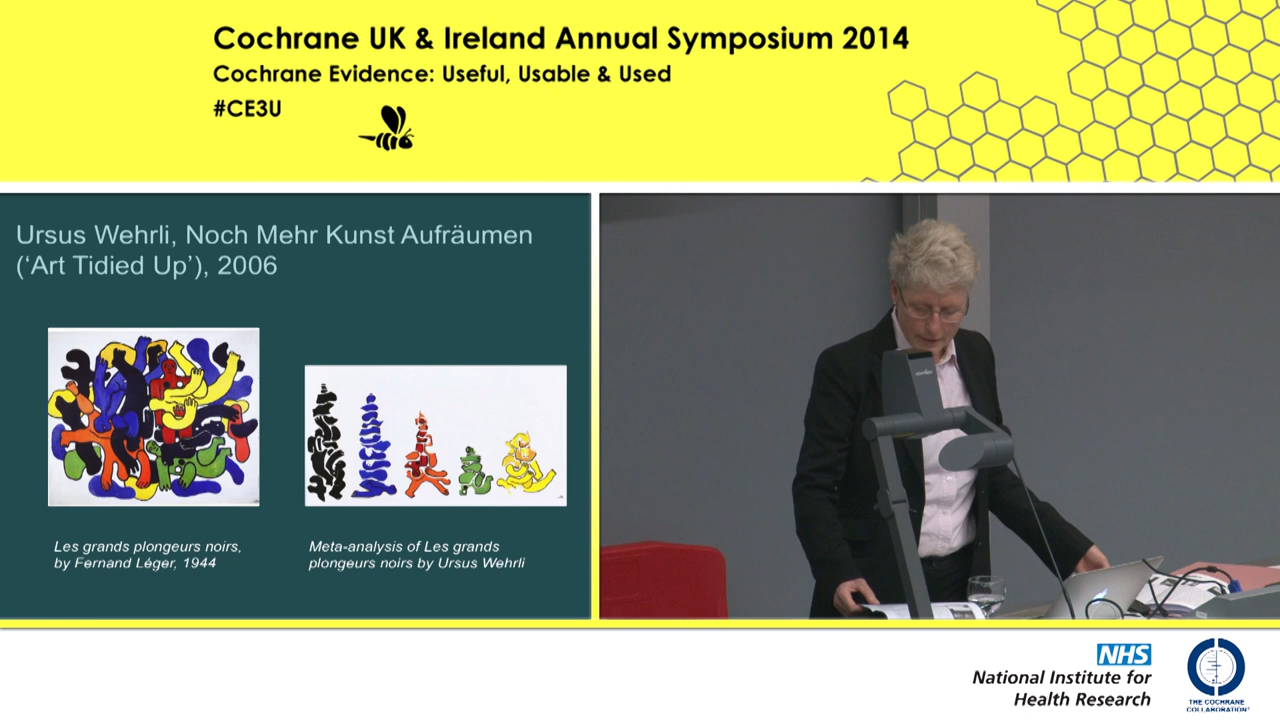 Cochrane UK & Ireland Annual Symposium 2014
Cochrane Evidence: Useful, Usable & Used
#CE3U
Ursus Wehrli, Noch Mehr Kunst Aufräumen
(‘Art Tidied Up’), 2006
Les grands plongeurs noirs,
by Fernand Léger, 1944
Meta-analysis of Les grands
plongeurs noirs by Ursus Wehrli
NHS
National Institute for
Health Research
THE COCHRANE
COLLABORATION®